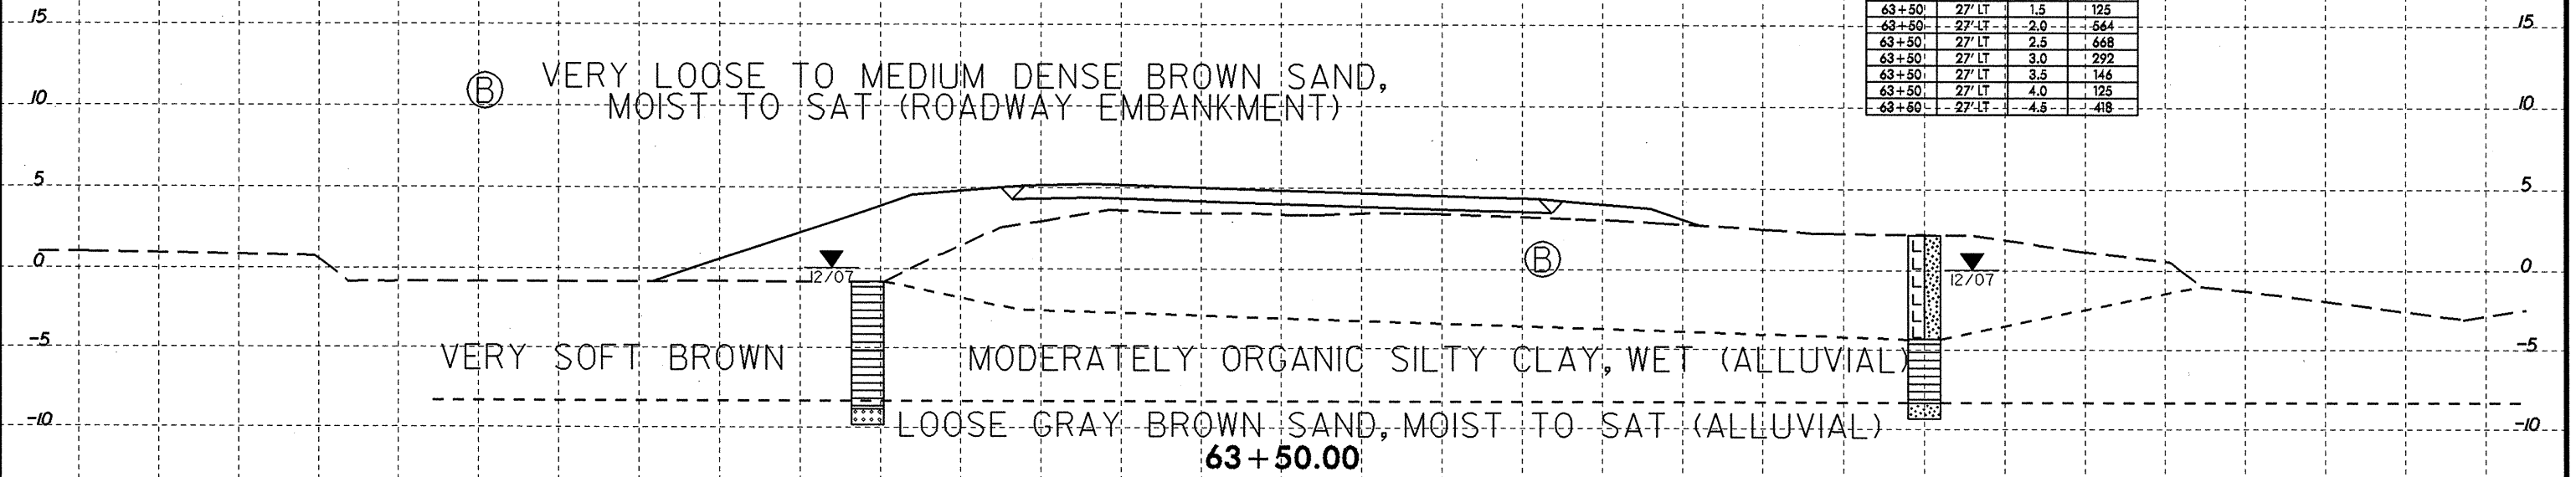 15
63+50 27' LT 1.5 125
15
63+50 27' LT 2.0 564
63+50 27' LT 2.5 668
63+50 27' LT 3.0 292
63+50 27' LT 3.5 146
63+50 27' LT 4.0 125
63+50 27' LT 4.5 418
B VERY LOOSE TO MEDIUM DENSE BROWN SAND,
MOIST TO SAT (ROADWAY EMBANKMENT)
10
10
5
5
0
12/07
B
12/07
0
-5
VERY SOFT BROWN MODERATELY ORGANIC SILTY CLAY, WET (ALLUVIAL)
-5
-10
LOOSE GRAY BROWN SAND, MOIST TO SAT (ALLUVIAL)
-10
63+50.00